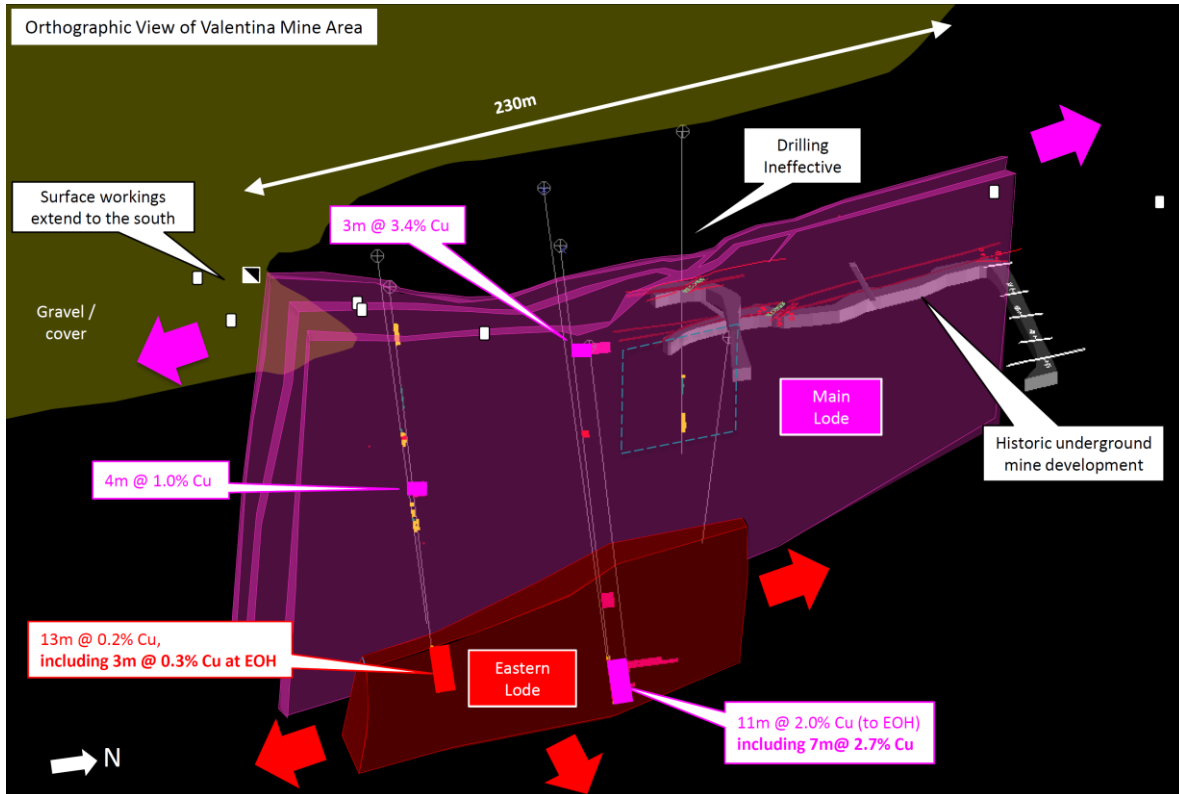 Orthographic View of Valentina Mine Area
230m
Drilling
Ineffective
Surface workings
extend to the south
3m @ 3.4% Cu
Gravel /
cover
Main
Lode
Historic underground
mine development
4m @ 1.0% Cu
13m @ 0.2% Cu,
including 3m @ 0.3% Cu at EOH
Eastern
Lode
11m @ 2.0% Cu (to EOH)
including 7m@ 2.7% Cu
N